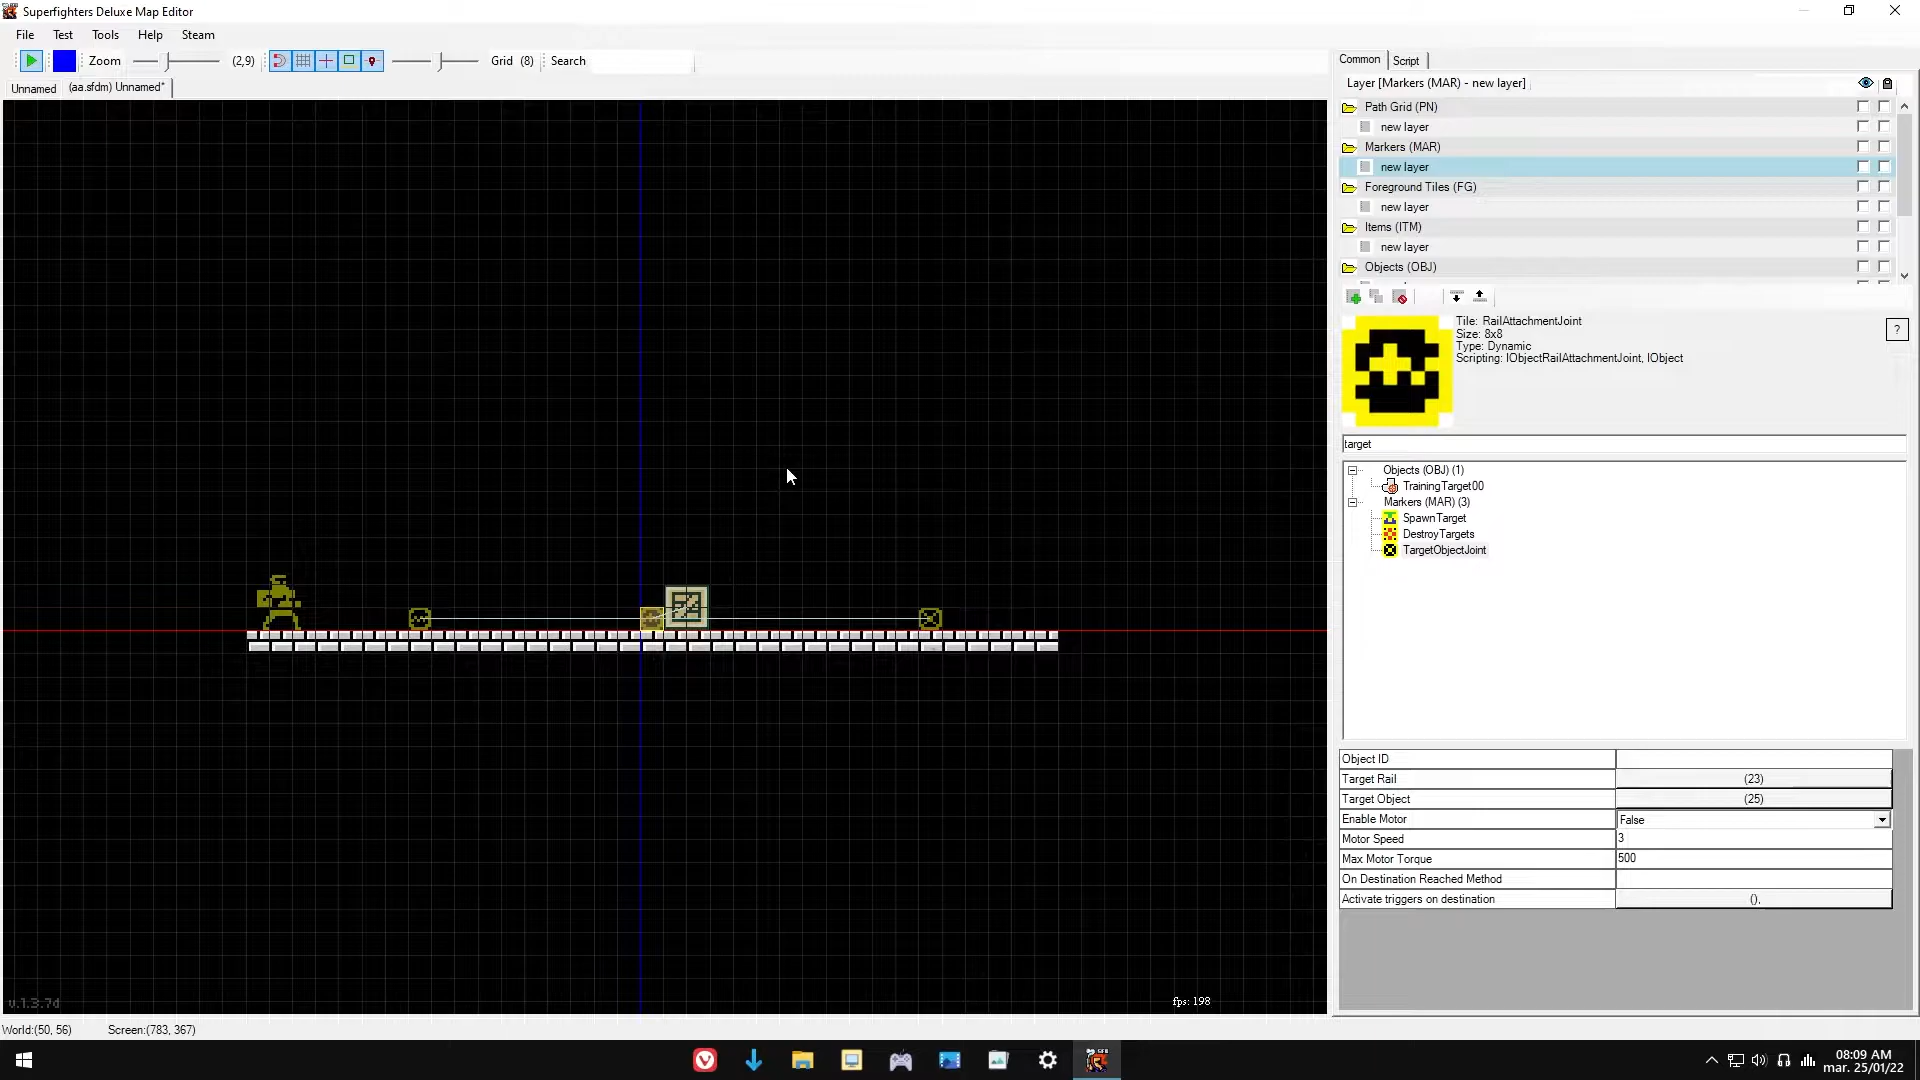 Superfighters Deluxe Map Editor
File Test Tools Help Steam
Zoom (2,9) Grid (8) Search
Unnamed (aa.sfdm) Unnamed*
Common Script
Layer [Markers (MAR) - new layer]
Path Grid (PN)
new layer
Markers (MAR)
new layer
Foreground Tiles (FG)
new layer
Items (ITM)
new layer
Objects (OBJ)
Tile: RailAttachmentJoint
Size: 8x8
Type: Dynamic
Scripting: IObjectRailAttachmentJoint, IObject
?
target
Objects (OBJ) (1)
TrainingTarget00
Markers (MAR) (3)
SpawnTarget
DestroyTargets
TargetObjectJoint
Object ID
Target Rail (23)
Target Object (25)
Enable Motor False
Motor Speed 3
Max Motor Torque 500
On Destination Reached Method
Activate triggers on destination (),
v.1.3.7d
fps: 198
World:(50, 56) Screen:(783, 367)
08:09 AM
mar. 25/01/22